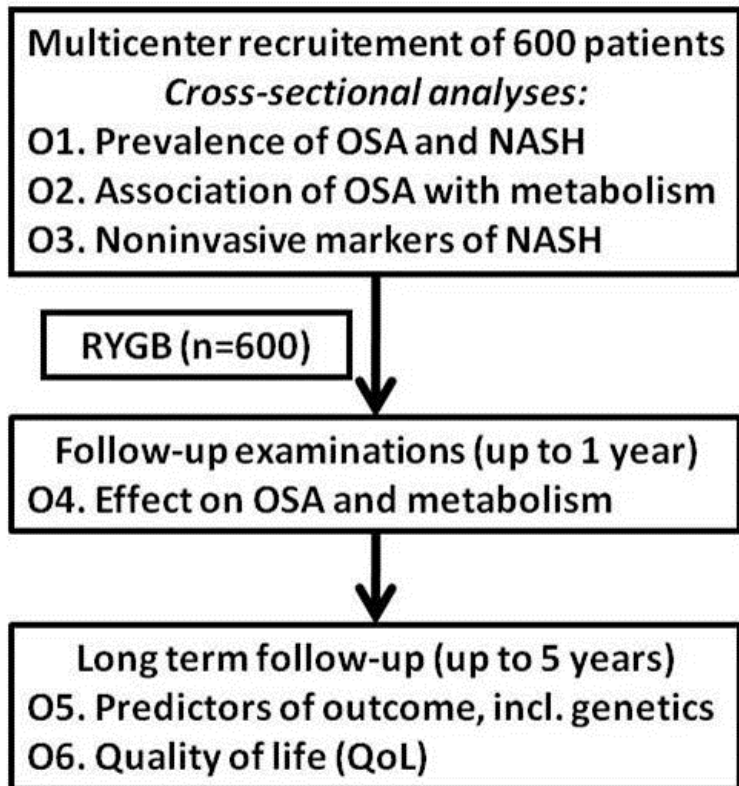 Multicenter recruitement of 600 patients
Cross-sectional analyses:
O1. Prevalence of OSA and NASH
O2. Association of OSA with metabolism
O3. Noninvasive markers of NASH
RYGB (n=600)
Follow-up examinations (up to 1 year)
O4. Effect on OSA and metabolism
Long term follow-up (up to 5 years)
O5. Predictors of outcome, incl. genetics
O6. Quality of life (QoL)